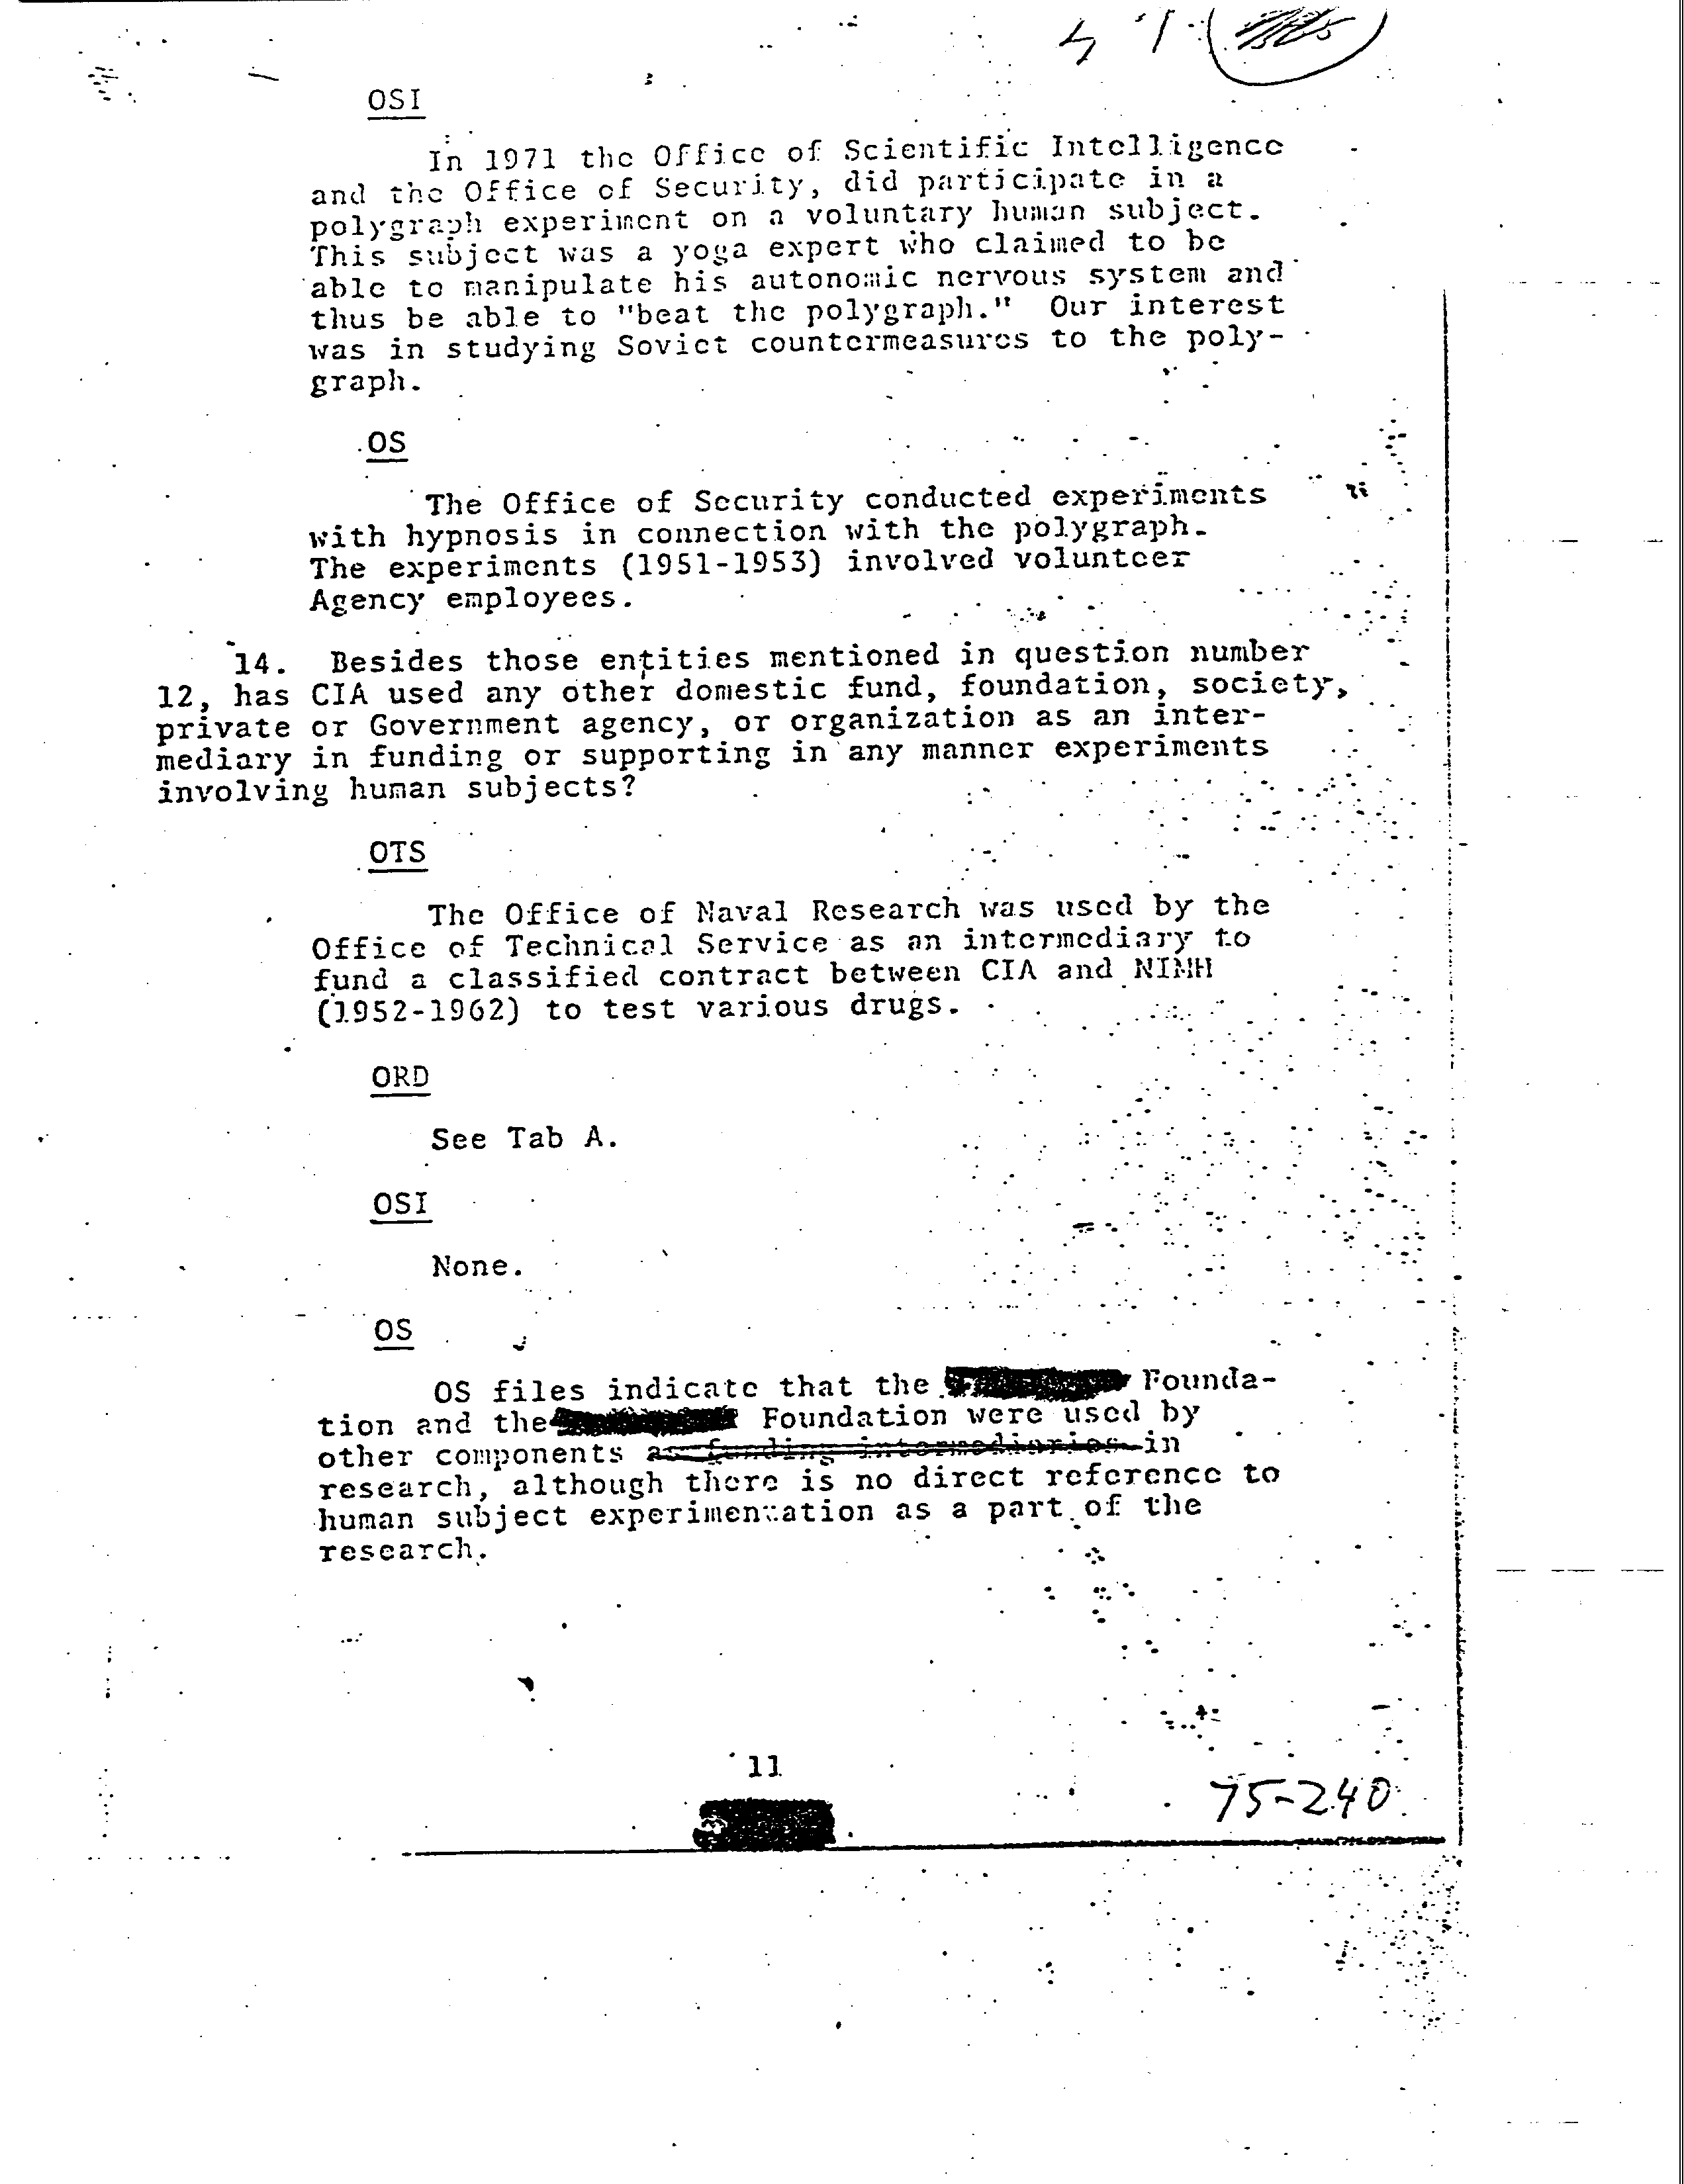 OSI
In 1971 the Office of Scientific Intelligence
and the Office of Security, did participate in a
polygraph experiment on a voluntary human subject.
This subject was a yoga expert who claimed to be
able to manipulate his autonomic nervous system and
thus be able to "beat the polygraph." Our interest
was in studying Soviet countermeasures to the poly-
graph.
OS
The Office of Security conducted experiments
with hypnosis in connection with the polygraph.
The experiments (1951-1953) involved volunteer
Agency employees.
14. Besides those entities mentioned in question number
12, has CIA used any other domestic fund, foundation, society,
private or Government agency, or organization as an inter-
mediary in funding or supporting in any manner experiments
involving human subjects?
OTS
The Office of Naval Research was used by the
Office of Technical Service as an intermediary to
fund a classified contract between CIA and NIMH
(1952-1962) to test various drugs.
ORD
See Tab A.
OSI
None.
OS
OS files indicate that the Founda-
tion and the Foundation were used by
other components as funding intermediaries in
research, although there is no direct reference to
human subject experimentation as a part of the
research.
11
75-240